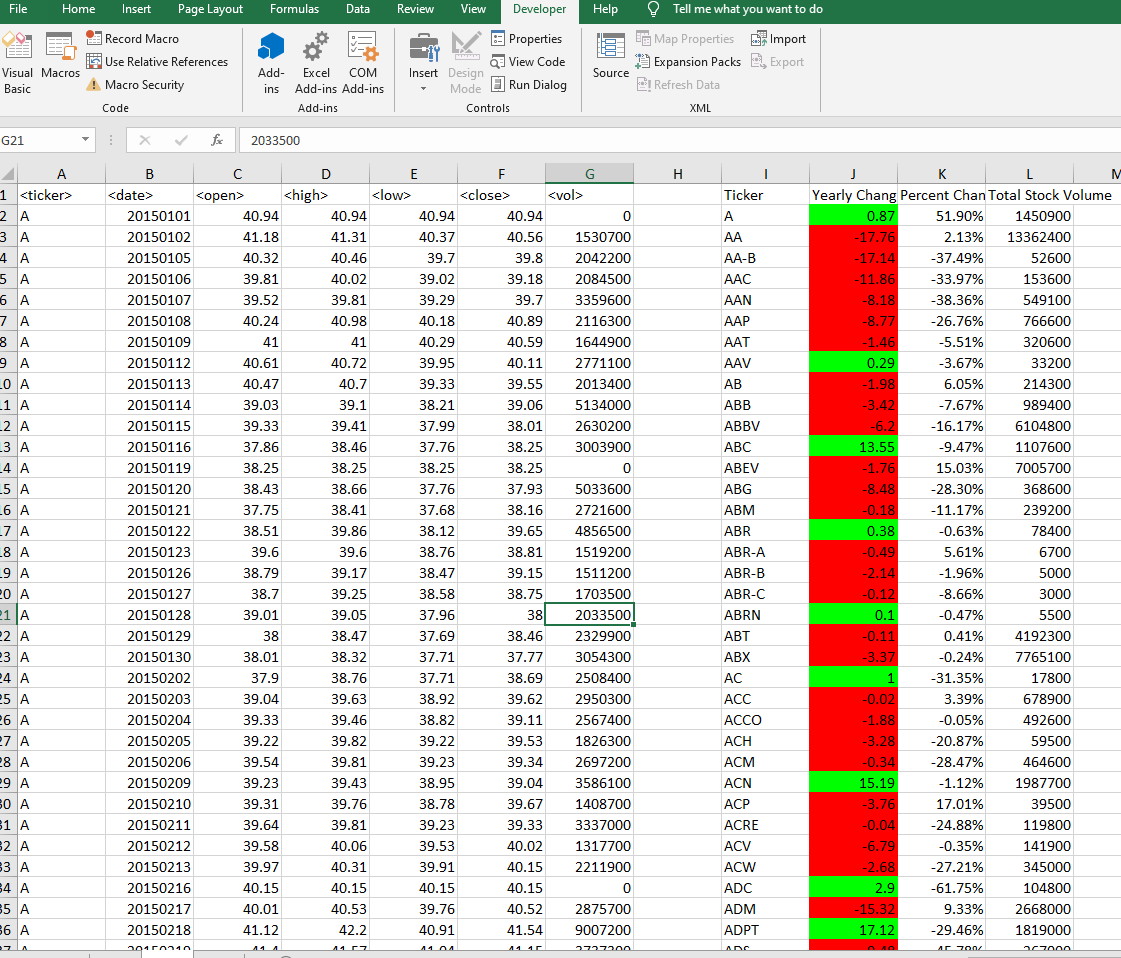 File Home Insert Page Layout Formulas Data Review View Developer Help Tell me what you want to do
Visual Basic
Macros
Record Macro
Use Relative References
Macro Security
Code
Add-ins
Excel Add-ins
COM Add-ins
Add-ins
Insert
Design Mode
Properties
View Code
Run Dialog
Controls
Source
Map Properties
Expansion Packs
Refresh Data
Import
Export
XML
G21 fx 2033500
A B C D E F G H I J K L M
1 <ticker> <date> <open> <high> <low> <close> <vol> Ticker Yearly Chang Percent Chan Total Stock Volume
2 A 20150101 40.94 40.94 40.94 40.94 0 A 0.87 51.90% 1450900
3 A 20150102 41.18 41.31 40.37 40.56 1530700 AA -17.76 2.13% 13362400
4 A 20150105 40.32 40.46 39.7 39.8 2042200 AA-B -17.14 -37.49% 52600
5 A 20150106 39.81 40.02 39.02 39.18 2084500 AAC -11.86 -33.97% 153600
6 A 20150107 39.52 39.81 39.29 39.7 3359600 AAN -8.18 -38.36% 549100
7 A 20150108 40.24 40.98 40.18 40.89 2116300 AAP -8.77 -26.76% 766600
8 A 20150109 41 41 40.29 40.59 1644900 AAT -1.46 -5.51% 320600
9 A 20150112 40.61 40.72 39.95 40.11 2771100 AAV 0.29 -3.67% 33200
10 A 20150113 40.47 40.7 39.33 39.55 2013400 AB -1.98 6.05% 214300
11 A 20150114 39.03 39.1 38.21 39.06 5134000 ABB -3.42 -7.67% 989400
12 A 20150115 39.33 39.41 37.99 38.01 2630200 ABBV -6.2 -16.17% 6104800
13 A 20150116 37.86 38.46 37.76 38.25 3003900 ABC 13.55 -9.47% 1107600
14 A 20150119 38.25 38.25 38.25 38.25 0 ABEV -1.76 15.03% 7005700
15 A 20150120 38.43 38.66 37.76 37.93 5033600 ABG -8.48 -28.30% 368600
16 A 20150121 37.75 38.41 37.68 38.16 2721600 ABM -0.18 -11.17% 239200
17 A 20150122 38.51 39.86 38.12 39.65 4856500 ABR 0.38 -0.63% 78400
18 A 20150123 39.6 39.6 38.76 38.81 1519200 ABR-A -0.49 5.61% 6700
19 A 20150126 38.79 39.17 38.47 39.15 1511200 ABR-B -2.14 -1.96% 5000
20 A 20150127 38.7 39.25 38.58 38.75 1703500 ABR-C -0.12 -8.66% 3000
21 A 20150128 39.01 39.05 37.96 38 2033500 ABRN 0.1 -0.47% 5500
22 A 20150129 38 38.47 37.69 38.46 2329900 ABT -0.11 0.41% 4192300
23 A 20150130 38.01 38.32 37.71 37.77 3054300 ABX -3.37 -0.24% 7765100
24 A 20150202 37.9 38.76 37.71 38.69 2508400 AC 1 -31.35% 17800
25 A 20150203 39.04 39.63 38.92 39.62 2950300 ACC -0.02 3.39% 678900
26 A 20150204 39.33 39.46 38.82 39.11 2567400 ACCO -1.88 -0.05% 492600
27 A 20150205 39.22 39.82 39.22 39.53 1826300 ACH -3.28 -20.87% 59500
28 A 20150206 39.54 39.81 39.23 39.34 2697200 ACM -0.34 -28.47% 464600
29 A 20150209 39.23 39.43 38.95 39.04 3586100 ACN 15.19 -1.12% 1987700
30 A 20150210 39.31 39.76 38.78 39.67 1408700 ACP -3.76 17.01% 39500
31 A 20150211 39.64 39.81 39.23 39.33 3337000 ACRE -0.04 -24.88% 119800
32 A 20150212 39.58 40.06 39.53 40.02 1317700 ACV -6.79 -0.35% 141900
33 A 20150213 39.97 40.31 39.91 40.15 2211900 ACW -2.68 -27.21% 345000
34 A 20150216 40.15 40.15 40.15 40.15 0 ADC 2.9 -61.75% 104800
35 A 20150217 40.01 40.53 39.76 40.52 2875700 ADM -15.32 9.33% 2668000
36 A 20150218 41.12 42.2 40.91 41.54 9007200 ADPT 17.12 -29.46% 1819000